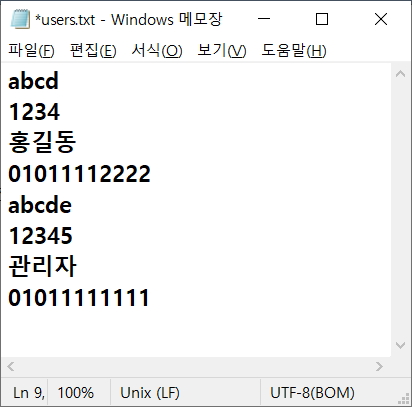 *users.txt - Windows 메모장
파일(F) 편집(E) 서식(O) 보기(V) 도움말(H)
abcd
1234
홍길동
01011112222
abcde
12345
관리자
01011111111
Ln 9, 100% Unix (LF) UTF-8(BOM)